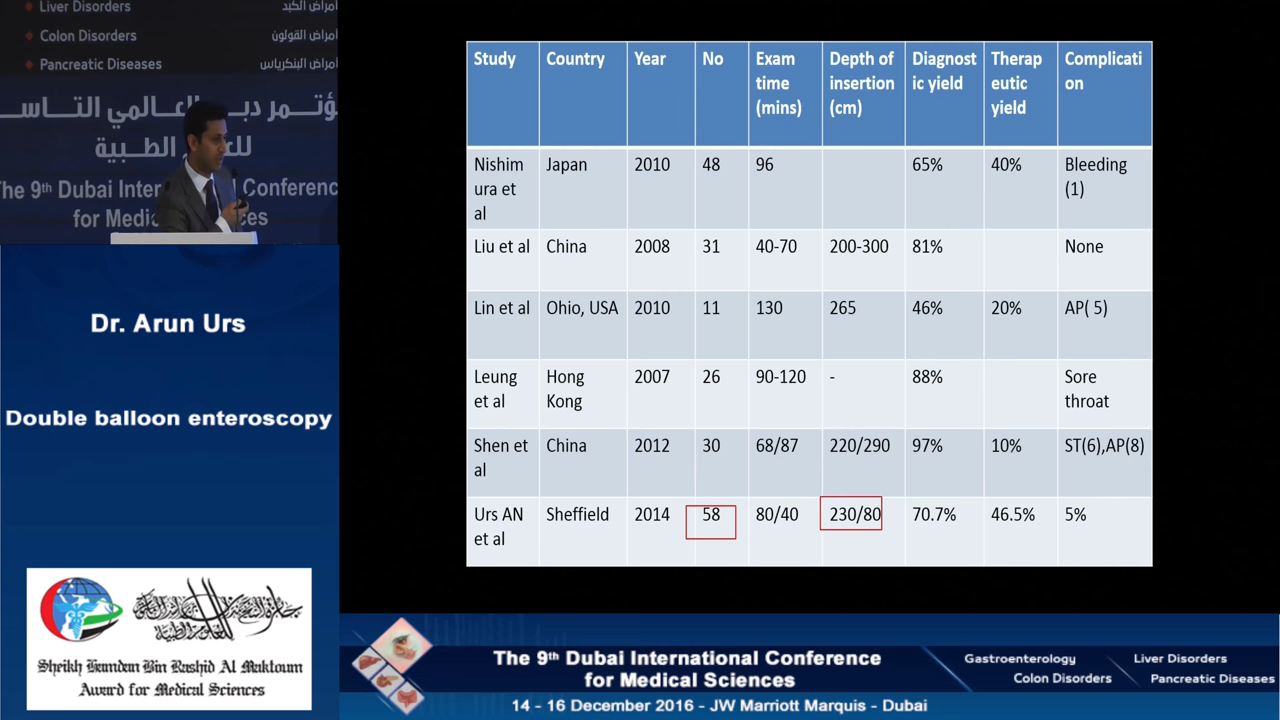 Liver Disorders
أمراض الكبد
Colon Disorders
أمراض القولون
Pancreatic Diseases
أمراض البنكرياس
للعلوم الطبية
The 9th Dubai International Conference
for Medical Sciences
Dr. Arun Urs
Double balloon enteroscopy
Sheikh Hamdan Bin Rashid Al Maktoum
Award for Medical Sciences
Study Country Year No Exam time (mins) Depth of insertion (cm) Diagnostic yield Therapeutic yield Complication
Nishimura et al Japan 2010 48 96 65% 40% Bleeding (1)
Liu et al China 2008 31 40-70 200-300 81% None
Lin et al Ohio, USA 2010 11 130 265 46% 20% AP( 5)
Leung et al Hong Kong 2007 26 90-120 - 88% Sore throat
Shen et al China 2012 30 68/87 220/290 97% 10% ST(6),AP(8)
Urs AN et al Sheffield 2014 58 80/40 230/80 70.7% 46.5% 5%
The 9th Dubai International Conference
for Medical Sciences
14 - 16 December 2016 - JW Marriott Marquis - Dubai
Gastroenterology
Liver Disorders
Colon Disorders
Pancreatic Diseases